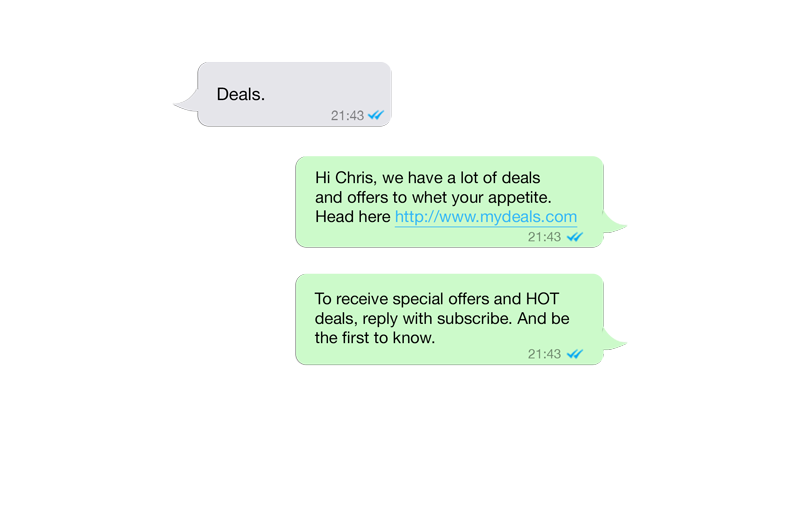 Deals.
21:43
Hi Chris, we have a lot of deals
and offers to whet your appetite.
Head here http://www.mydeals.com
21:43
To receive special offers and HOT
deals, reply with subscribe. And be
the first to know.
21:43